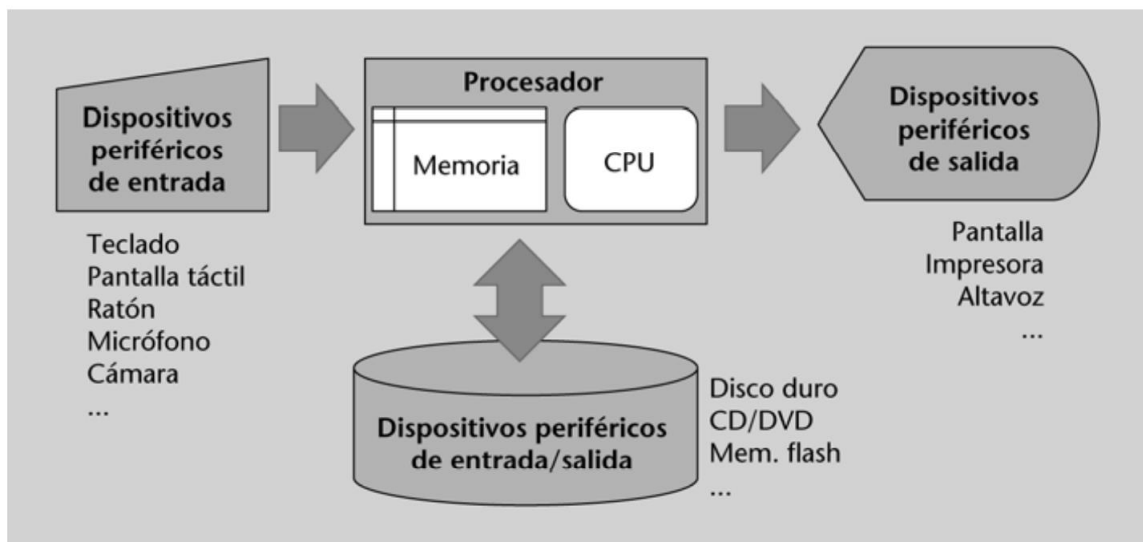 Dispositivos
periféricos
de entrada
Teclado
Pantalla táctil
Ratón
Micrófono
Cámara
...
Procesador
Memoria
CPU
Dispositivos
periféricos
de salida
Pantalla
Impresora
Altavoz
...
Dispositivos periféricos
de entrada/salida
Disco duro
CD/DVD
Mem. flash
...